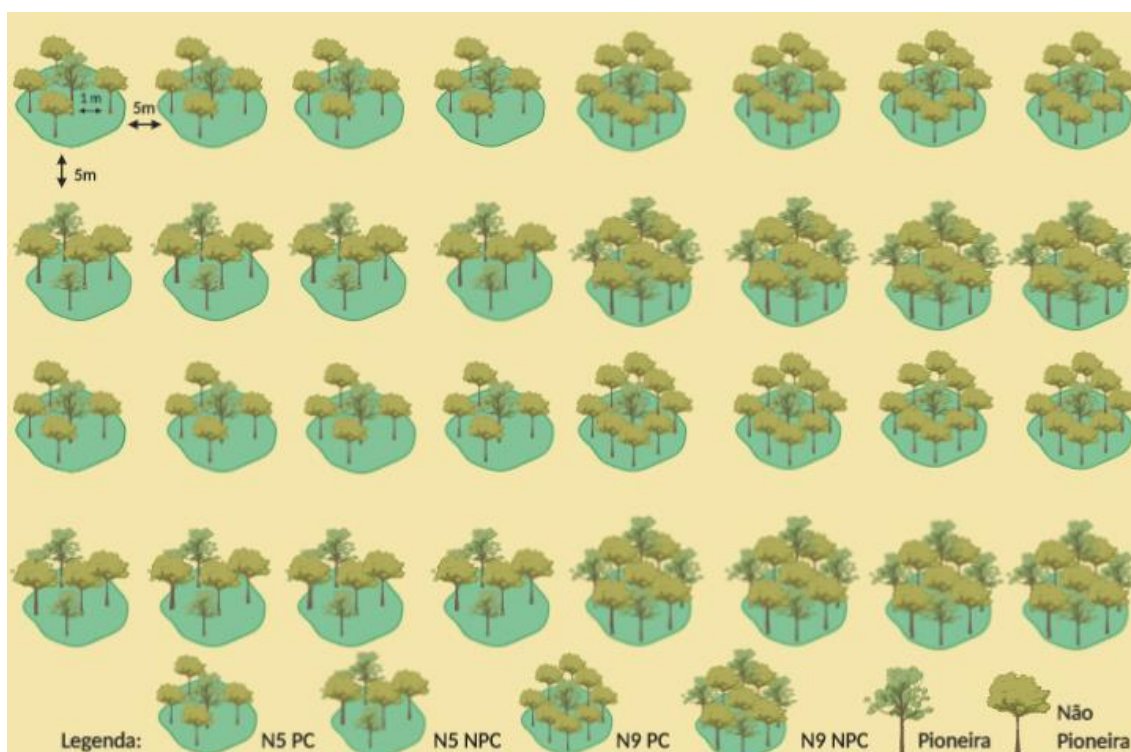 1 m
5m
5m
Legenda:
N5 PC
N5 NPC
N9 PC
N9 NPC
Pioneira
Não
Pioneira